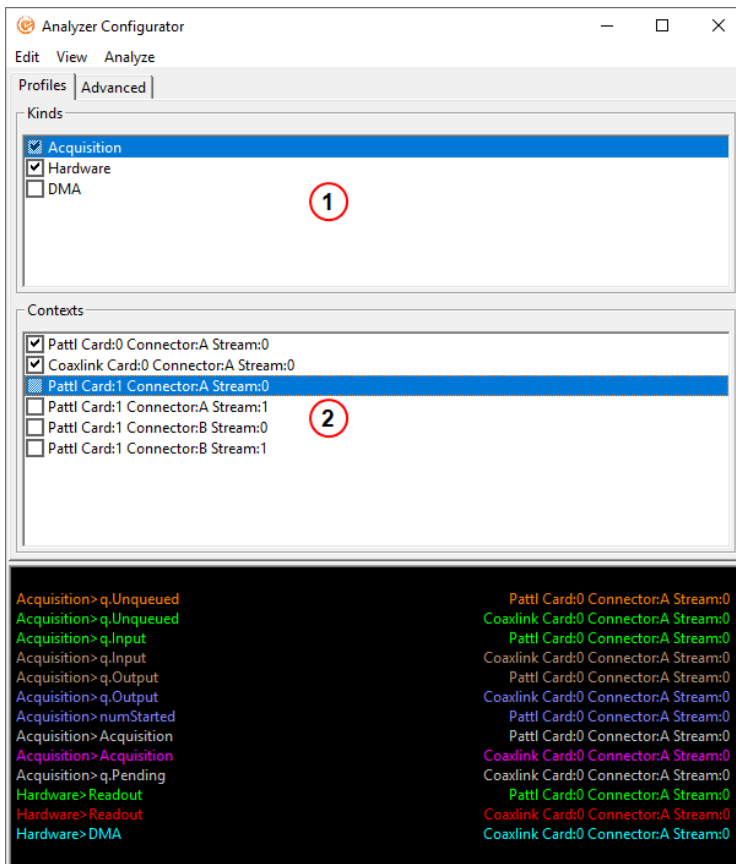 Analyzer Configurator
Edit View Analyze
Profiles Advanced
Kinds
Acquisition
Hardware
DMA
1
Contexts
Pattl Card:0 Connector:A Stream:0
Coaxlink Card:0 Connector:A Stream:0
Pattl Card:1 Connector:A Stream:0
Pattl Card:1 Connector:A Stream:1
Pattl Card:1 Connector:B Stream:0
Pattl Card:1 Connector:B Stream:1
2
Acquisition>q.Unqueued Pattl Card:0 Connector:A Stream:0
Acquisition>q.Unqueued Coaxlink Card:0 Connector:A Stream:0
Acquisition>q.Input Pattl Card:0 Connector:A Stream:0
Acquisition>q.Input Coaxlink Card:0 Connector:A Stream:0
Acquisition>q.Output Pattl Card:0 Connector:A Stream:0
Acquisition>q.Output Coaxlink Card:0 Connector:A Stream:0
Acquisition>numStarted Pattl Card:0 Connector:A Stream:0
Acquisition>Acquisition Pattl Card:0 Connector:A Stream:0
Acquisition>Acquisition Coaxlink Card:0 Connector:A Stream:0
Acquisition>q.Pending Coaxlink Card:0 Connector:A Stream:0
Hardware>Readout Pattl Card:0 Connector:A Stream:0
Hardware>Readout Coaxlink Card:0 Connector:A Stream:0
Hardware>DMA Coaxlink Card:0 Connector:A Stream:0